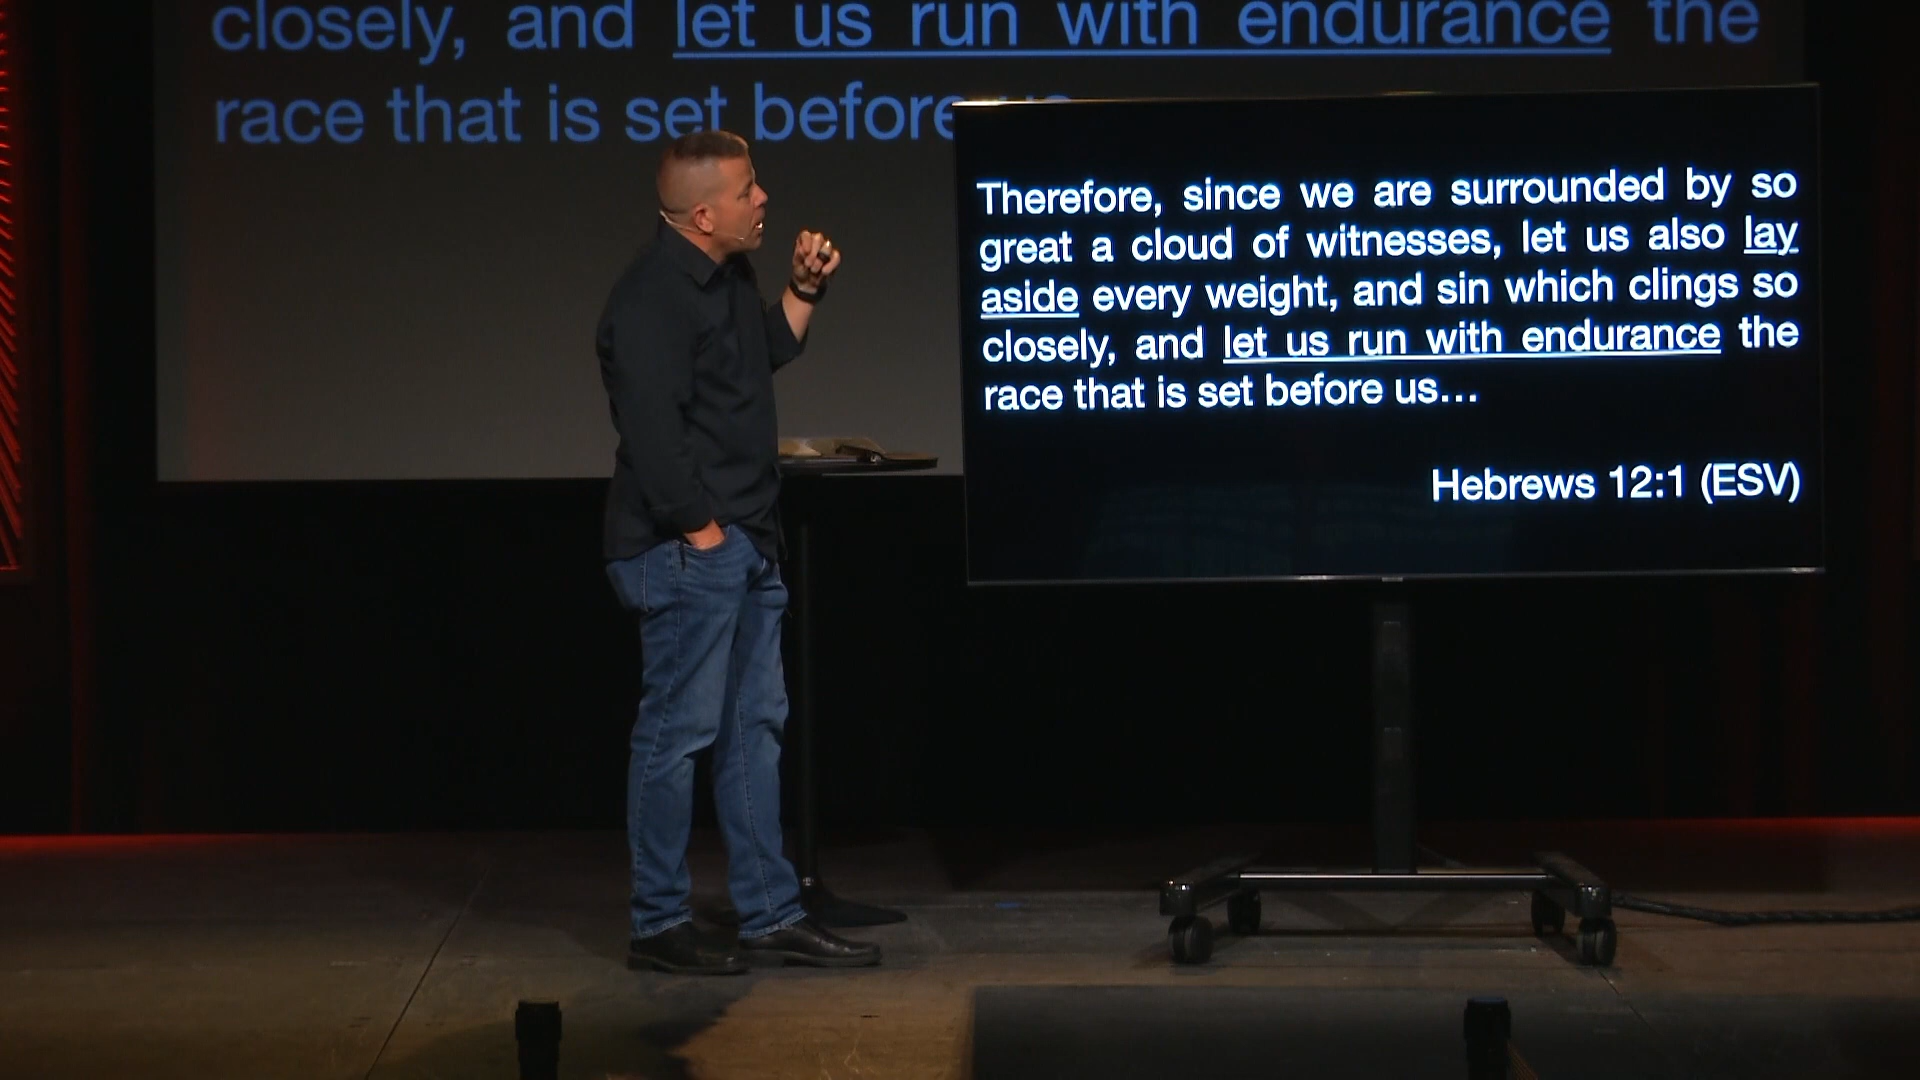 closely, and let us run with endurance the
race that is set before
Therefore, since we are surrounded by so
great a cloud of witnesses, let us also lay
aside every weight, and sin which clings so
closely, and let us run with endurance the
race that is set before us...
Hebrews 12:1 (ESV)